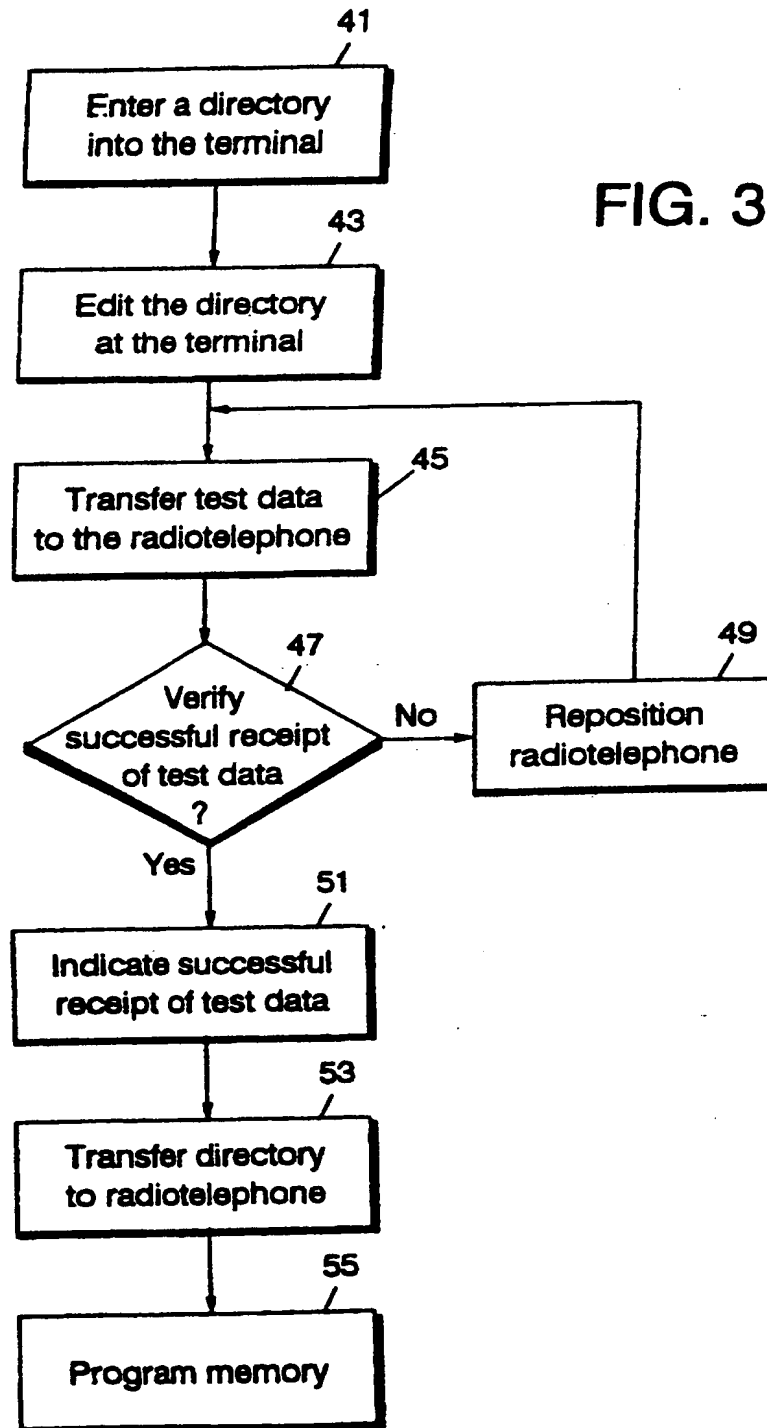 41
Enter a directory
into the terminal
FIG. 3
43
Edit the directory
at the terminal
45
Transfer test data
to the radiotelephone
47
Verify
successful receipt
of test data
?
No
49
Reposition
radiotelephone
Yes
51
Indicate successful
receipt of test data
53
Transfer directory
to radiotelephone
55
Program memory